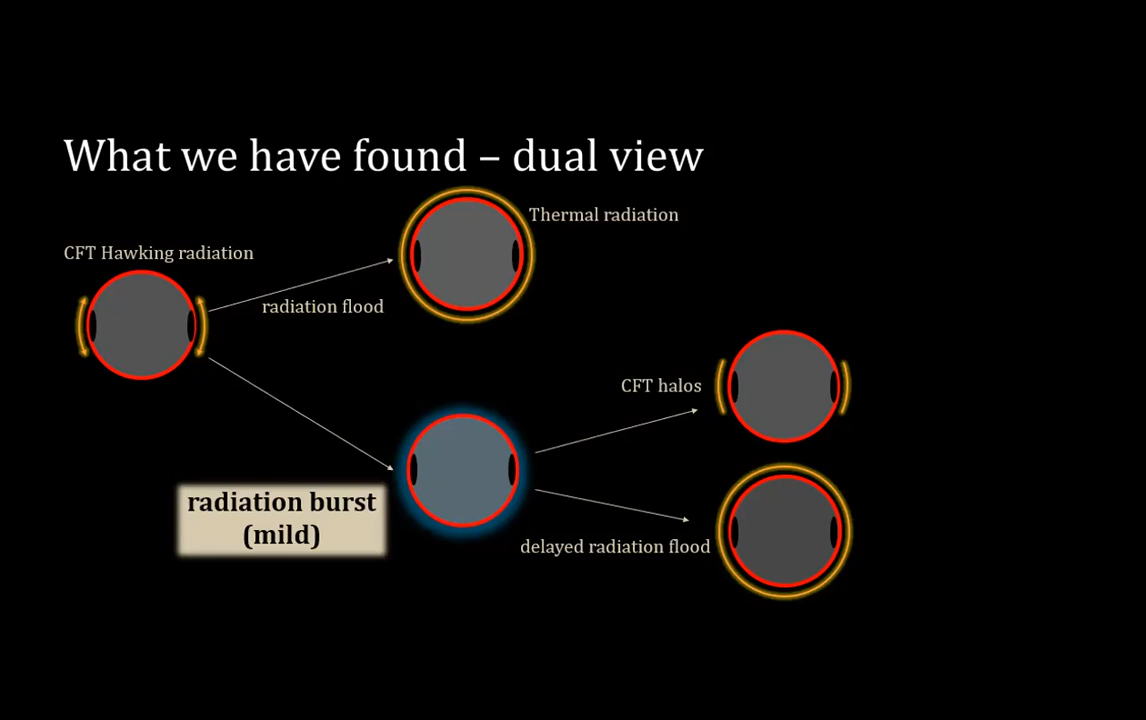 What we have found – dual view
Thermal radiation
CFT Hawking radiation
radiation flood
CFT halos
radiation burst
(mild)
delayed radiation flood